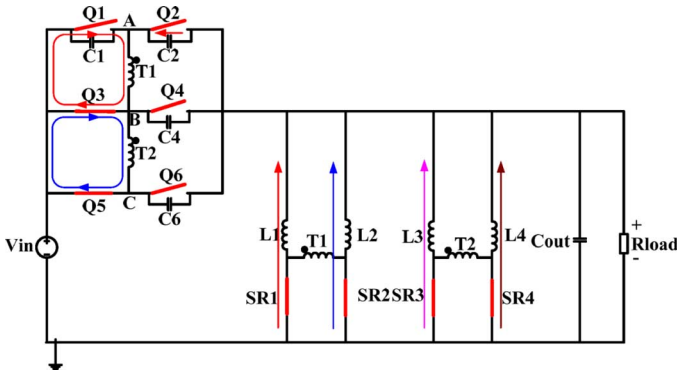 Q1 A Q2
C1 C2
T1
Q3 Q4
B
C4
T2
Q6
Q5 C
C6
Vin
L1 T1 L2 L3 T2 L4 Cout + Rload -
SR1 SR2 SR3 SR4